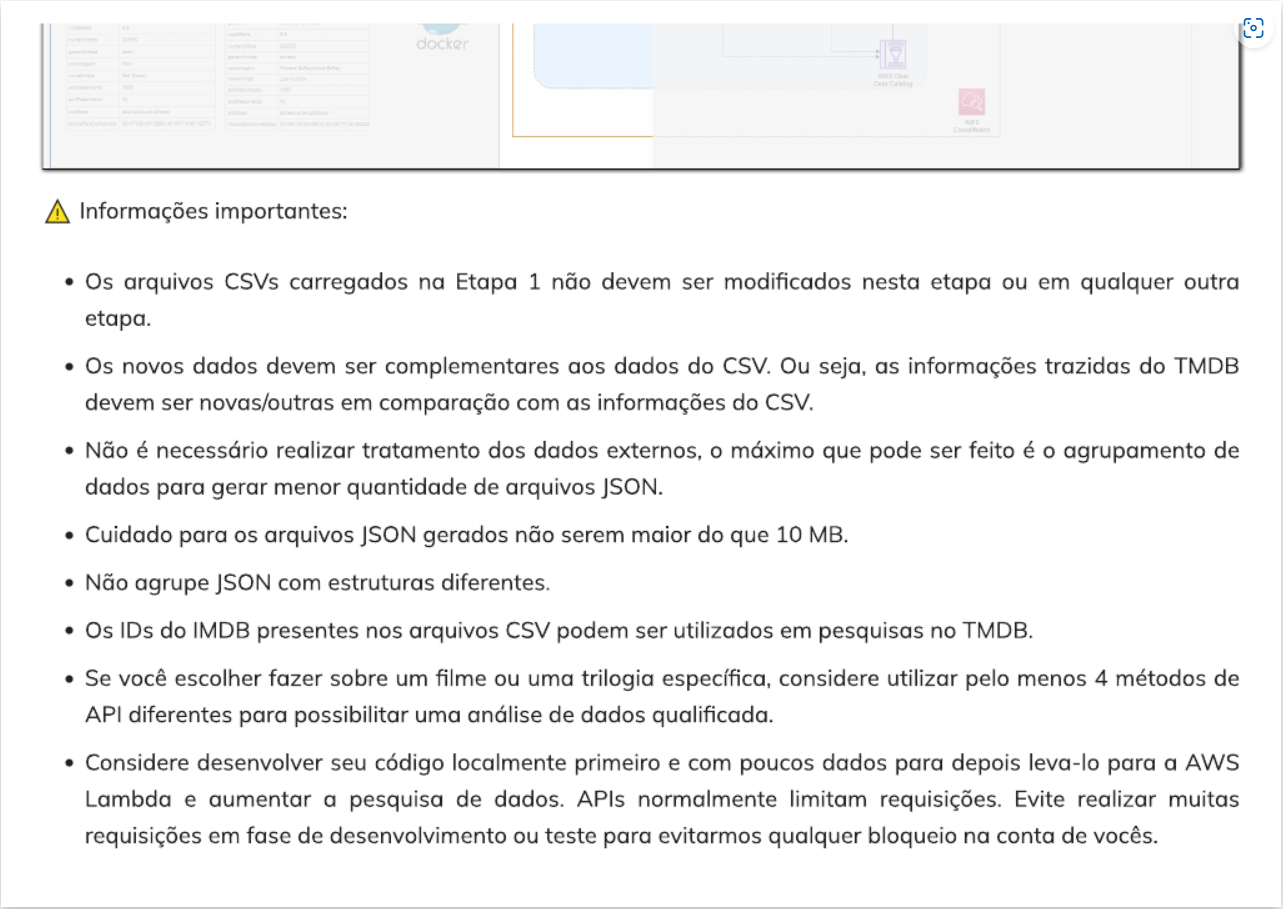 docker
AWS Glue
Data Catalog
AWS
CloudWatch
Informações importantes:
Os arquivos CSVs carregados na Etapa 1 não devem ser modificados nesta etapa ou em qualquer outra
etapa.
Os novos dados devem ser complementares aos dados do CSV. Ou seja, as informações trazidas do TMDB
devem ser novas/outras em comparação com as informações do CSV.
Não é necessário realizar tratamento dos dados externos, o máximo que pode ser feito é o agrupamento de
dados para gerar menor quantidade de arquivos JSON.
Cuidado para os arquivos JSON gerados não serem maior do que 10 MB.
Não agrupe JSON com estruturas diferentes.
Os IDs do IMDB presentes nos arquivos CSV podem ser utilizados em pesquisas no TMDB.
Se você escolher fazer sobre um filme ou uma trilogia específica, considere utilizar pelo menos 4 métodos de
API diferentes para possibilitar uma análise de dados qualificada.
Considere desenvolver seu código localmente primeiro e com poucos dados para depois leva-lo para a AWS
Lambda e aumentar a pesquisa de dados. APIs normalmente limitam requisições. Evite realizar muitas
requisições em fase de desenvolvimento ou teste para evitarmos qualquer bloqueio na conta de vocês.